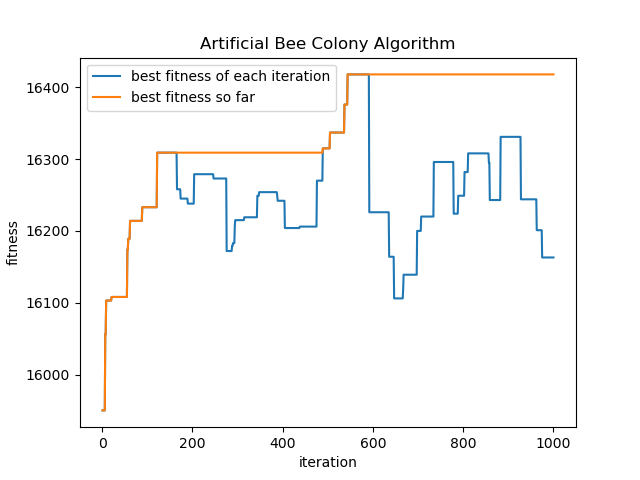 Artificial Bee Colony Algorithm
best fitness of each iteration
best fitness so far
16400
16300
16200
16100
16000
fitness
0 200 400 600 800 1000
iteration